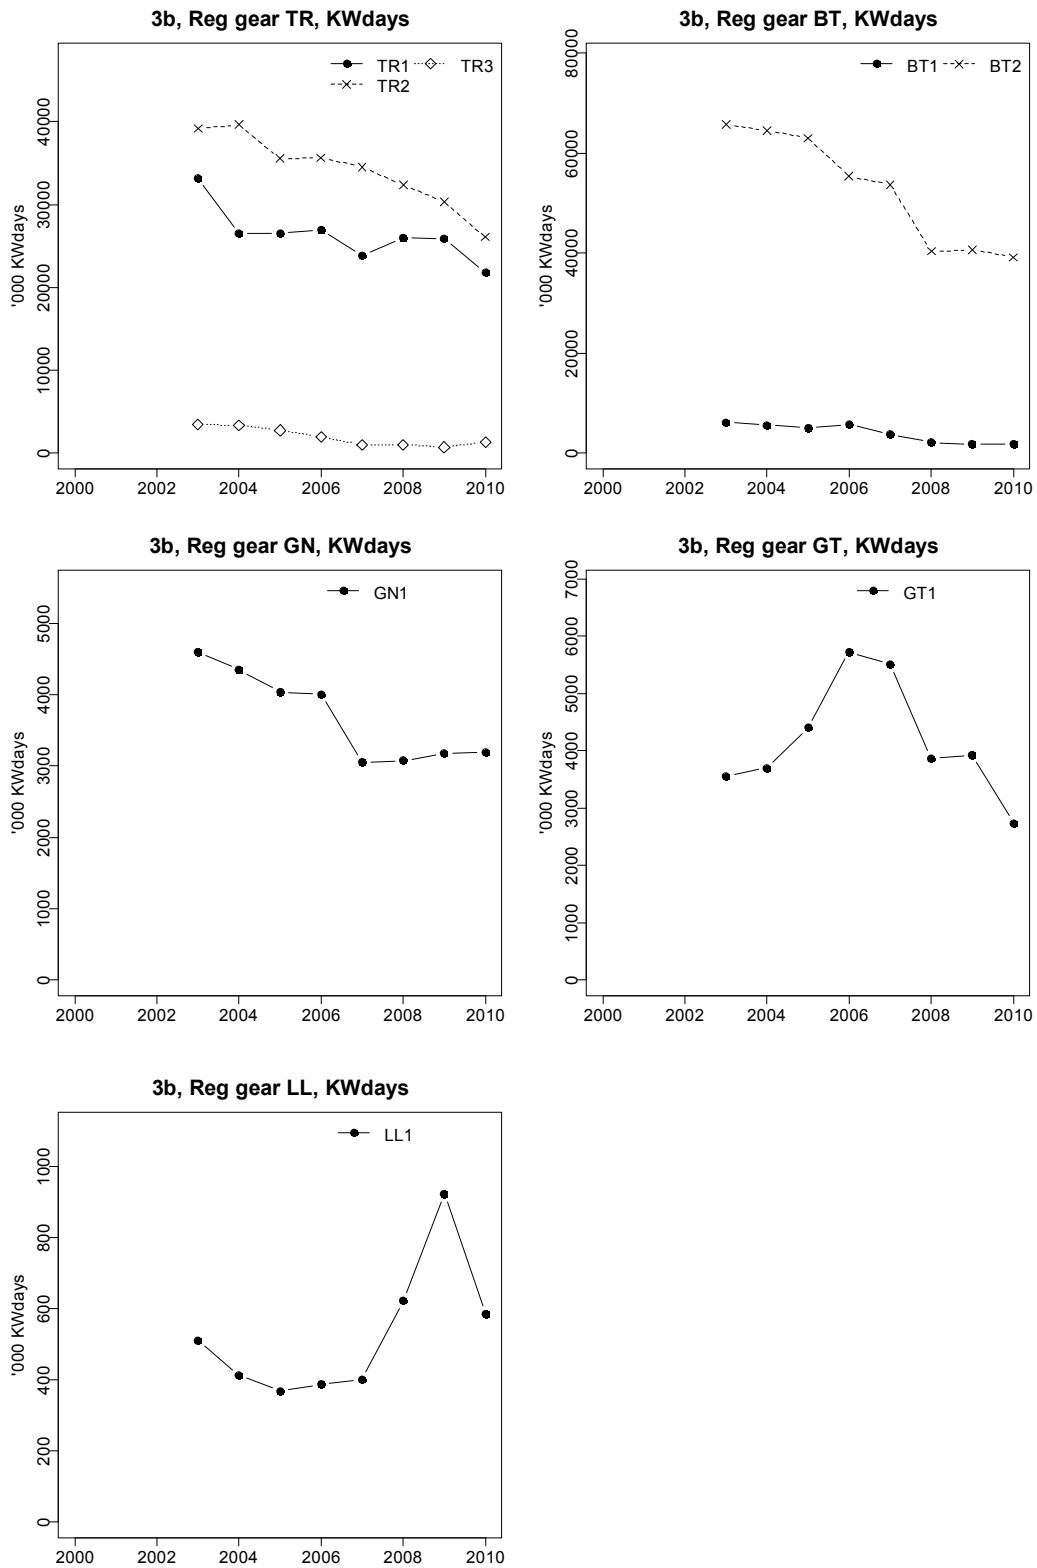 3b, Reg gear TR, KWdays
TR1 TR3
TR2
'000 KWdays
40000
30000
20000
10000
0
2000 2002 2004 2006 2008 2010
3b, Reg gear BT, KWdays
BT1 BT2
'000 KWdays
80000
60000
40000
20000
0
2000 2002 2004 2006 2008 2010
3b, Reg gear GN, KWdays
GN1
'000 KWdays
5000
4000
3000
2000
1000
0
2000 2002 2004 2006 2008 2010
3b, Reg gear GT, KWdays
GT1
'000 KWdays
7000
6000
5000
4000
3000
2000
1000
0
2000 2002 2004 2006 2008 2010
3b, Reg gear LL, KWdays
LL1
'000 KWdays
1000
800
600
400
200
0
2000 2002 2004 2006 2008 2010